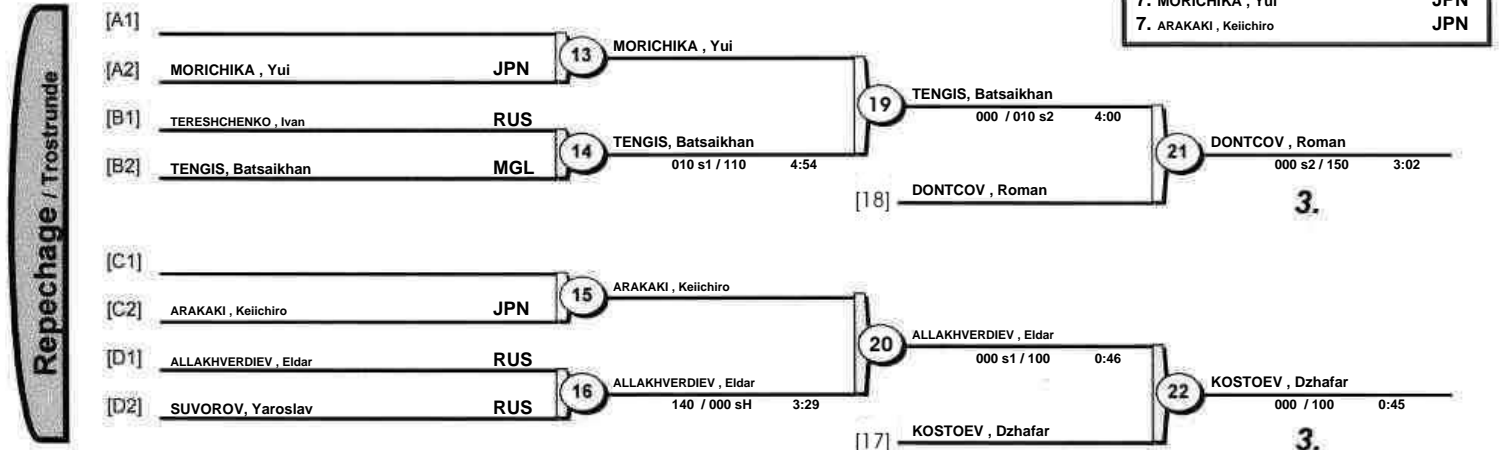 7. MORICHIKA , Yui JPN
7. ARAKAKI , Keiichiro JPN
Repechage / Trostrunde
[A1]
[A2] MORICHIKA , Yui JPN
13 MORICHIKA , Yui
[B1] TERESHCHENKO , Ivan RUS
[B2] TENGIS, Batsaikhan MGL
14 TENGIS, Batsaikhan
010 s1 / 110 4:54
19 TENGIS, Batsaikhan
000 / 010 s2 4:00
[18] DONTCOV , Roman
21 DONTCOV , Roman
000 s2 / 150 3:02
3.
[C1]
[C2] ARAKAKI , Keiichiro JPN
15 ARAKAKI , Keiichiro
[D1] ALLAKHVERDIEV , Eldar RUS
[D2] SUVOROV, Yaroslav RUS
16 ALLAKHVERDIEV , Eldar
140 / 000 sH 3:29
20 ALLAKHVERDIEV , Eldar
000 s1 / 100 0:46
[17] KOSTOEV , Dzhafar
22 KOSTOEV , Dzhafar
000 / 100 0:45
3.